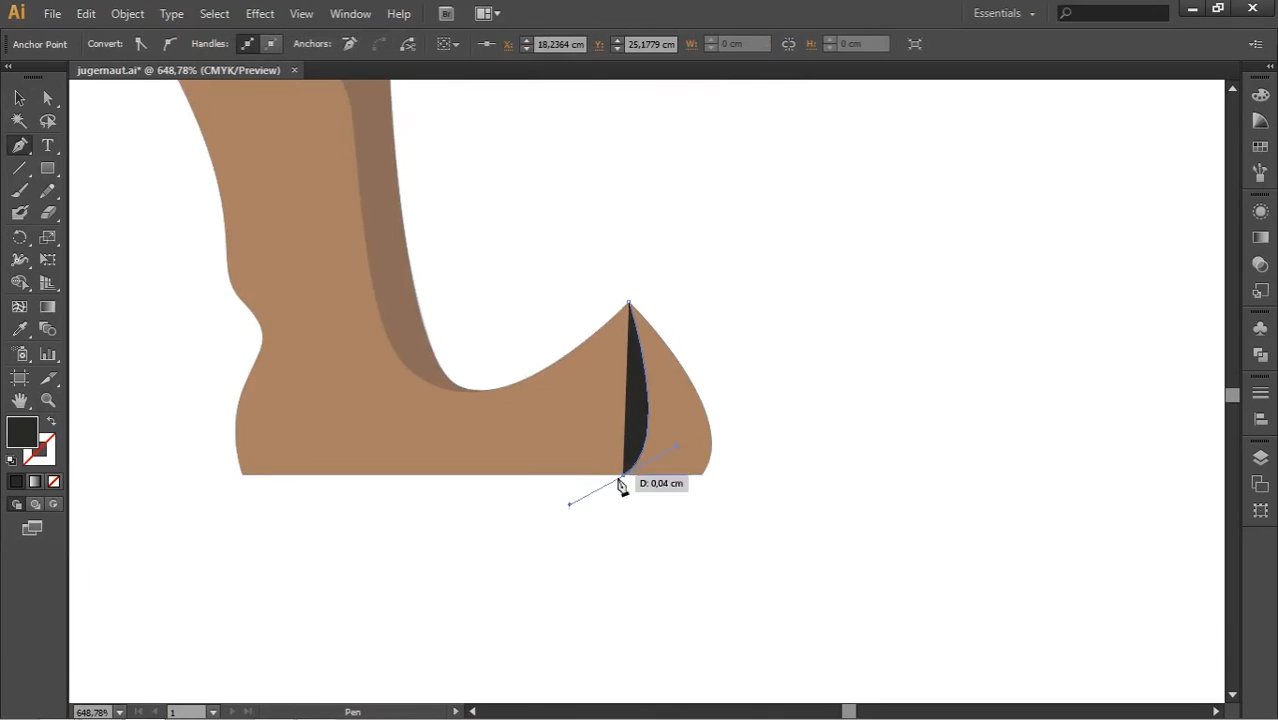 Ai File Edit Object Type Select Effect View Window Help Br Essentials
Anchor Point Convert: Handles: Anchors: X: 18,2364 cm Y: 25,1779 cm W: 0 cm H: 0 cm
jugernaut.ai* @ 648,78% (CMYK/Preview)
D: 0,04 cm
648,78% 1 Pen